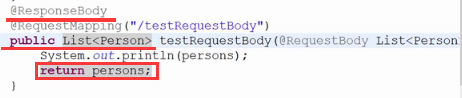 @ResponseBody
@RequestMapping("/testRequestBody")
public List<Person> testRequestBody(@RequestBody List<Person
System.out.println(persons);
return persons;
}